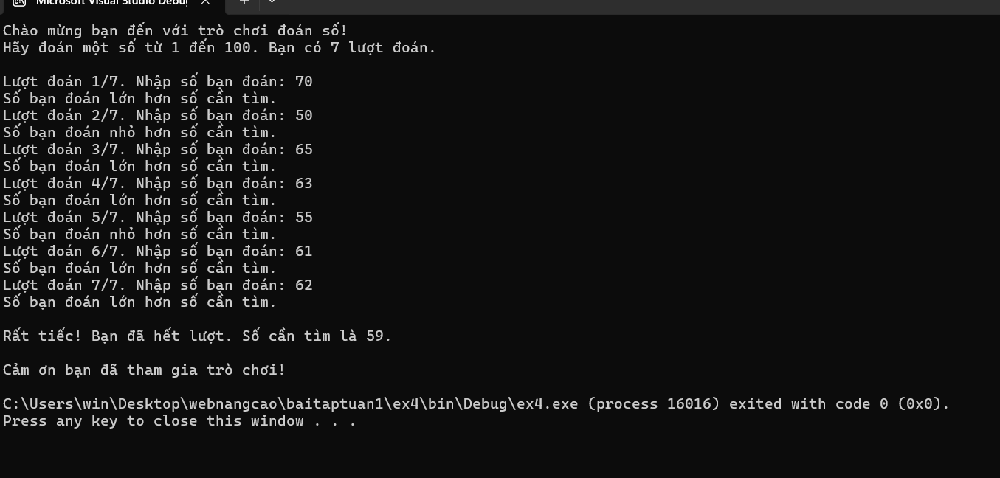 Microsoft Visual Studio Debug
Chào mừng bạn đến với trò chơi đoán số!
Hãy đoán một số từ 1 đến 100. Bạn có 7 lượt đoán.
Lượt đoán 1/7. Nhập số bạn đoán: 70
Số bạn đoán lớn hơn số cần tìm.
Lượt đoán 2/7. Nhập số bạn đoán: 50
Số bạn đoán nhỏ hơn số cần tìm.
Lượt đoán 3/7. Nhập số bạn đoán: 65
Số bạn đoán lớn hơn số cần tìm.
Lượt đoán 4/7. Nhập số bạn đoán: 63
Số bạn đoán lớn hơn số cần tìm.
Lượt đoán 5/7. Nhập số bạn đoán: 55
Số bạn đoán nhỏ hơn số cần tìm.
Lượt đoán 6/7. Nhập số bạn đoán: 61
Số bạn đoán lớn hơn số cần tìm.
Lượt đoán 7/7. Nhập số bạn đoán: 62
Số bạn đoán lớn hơn số cần tìm.
Rất tiếc! Bạn đã hết lượt. Số cần tìm là 59.
Cảm ơn bạn đã tham gia trò chơi!
C:\Users\win\Desktop\webnangcao\baitaptuan1\ex4\bin\Debug\ex4.exe (process 16016) exited with code 0 (0x0).
Press any key to close this window . . .